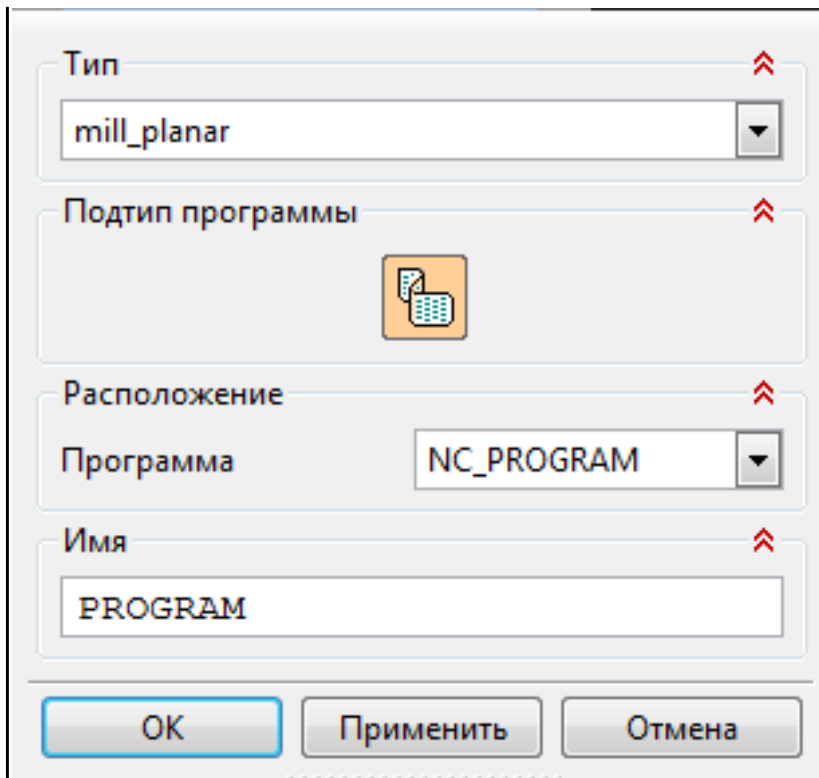 Тип
mill_planar
Подтип программы
Расположение
Программа NC_PROGRAM
Имя
PROGRAM
OK Применить Отмена